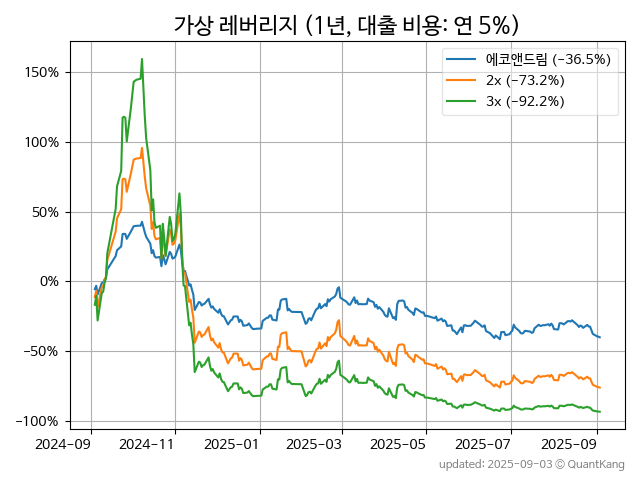 가상 레버리지 (1년, 대출 비용: 연 5%)
에코앤드림 (-36.5%)
2x (-73.2%)
3x (-92.2%)
150%
100%
50%
0%
-50%
-100%
2024-09 2024-11 2025-01 2025-03 2025-05 2025-07 2025-09
updated: 2025-09-03 © QuantKang